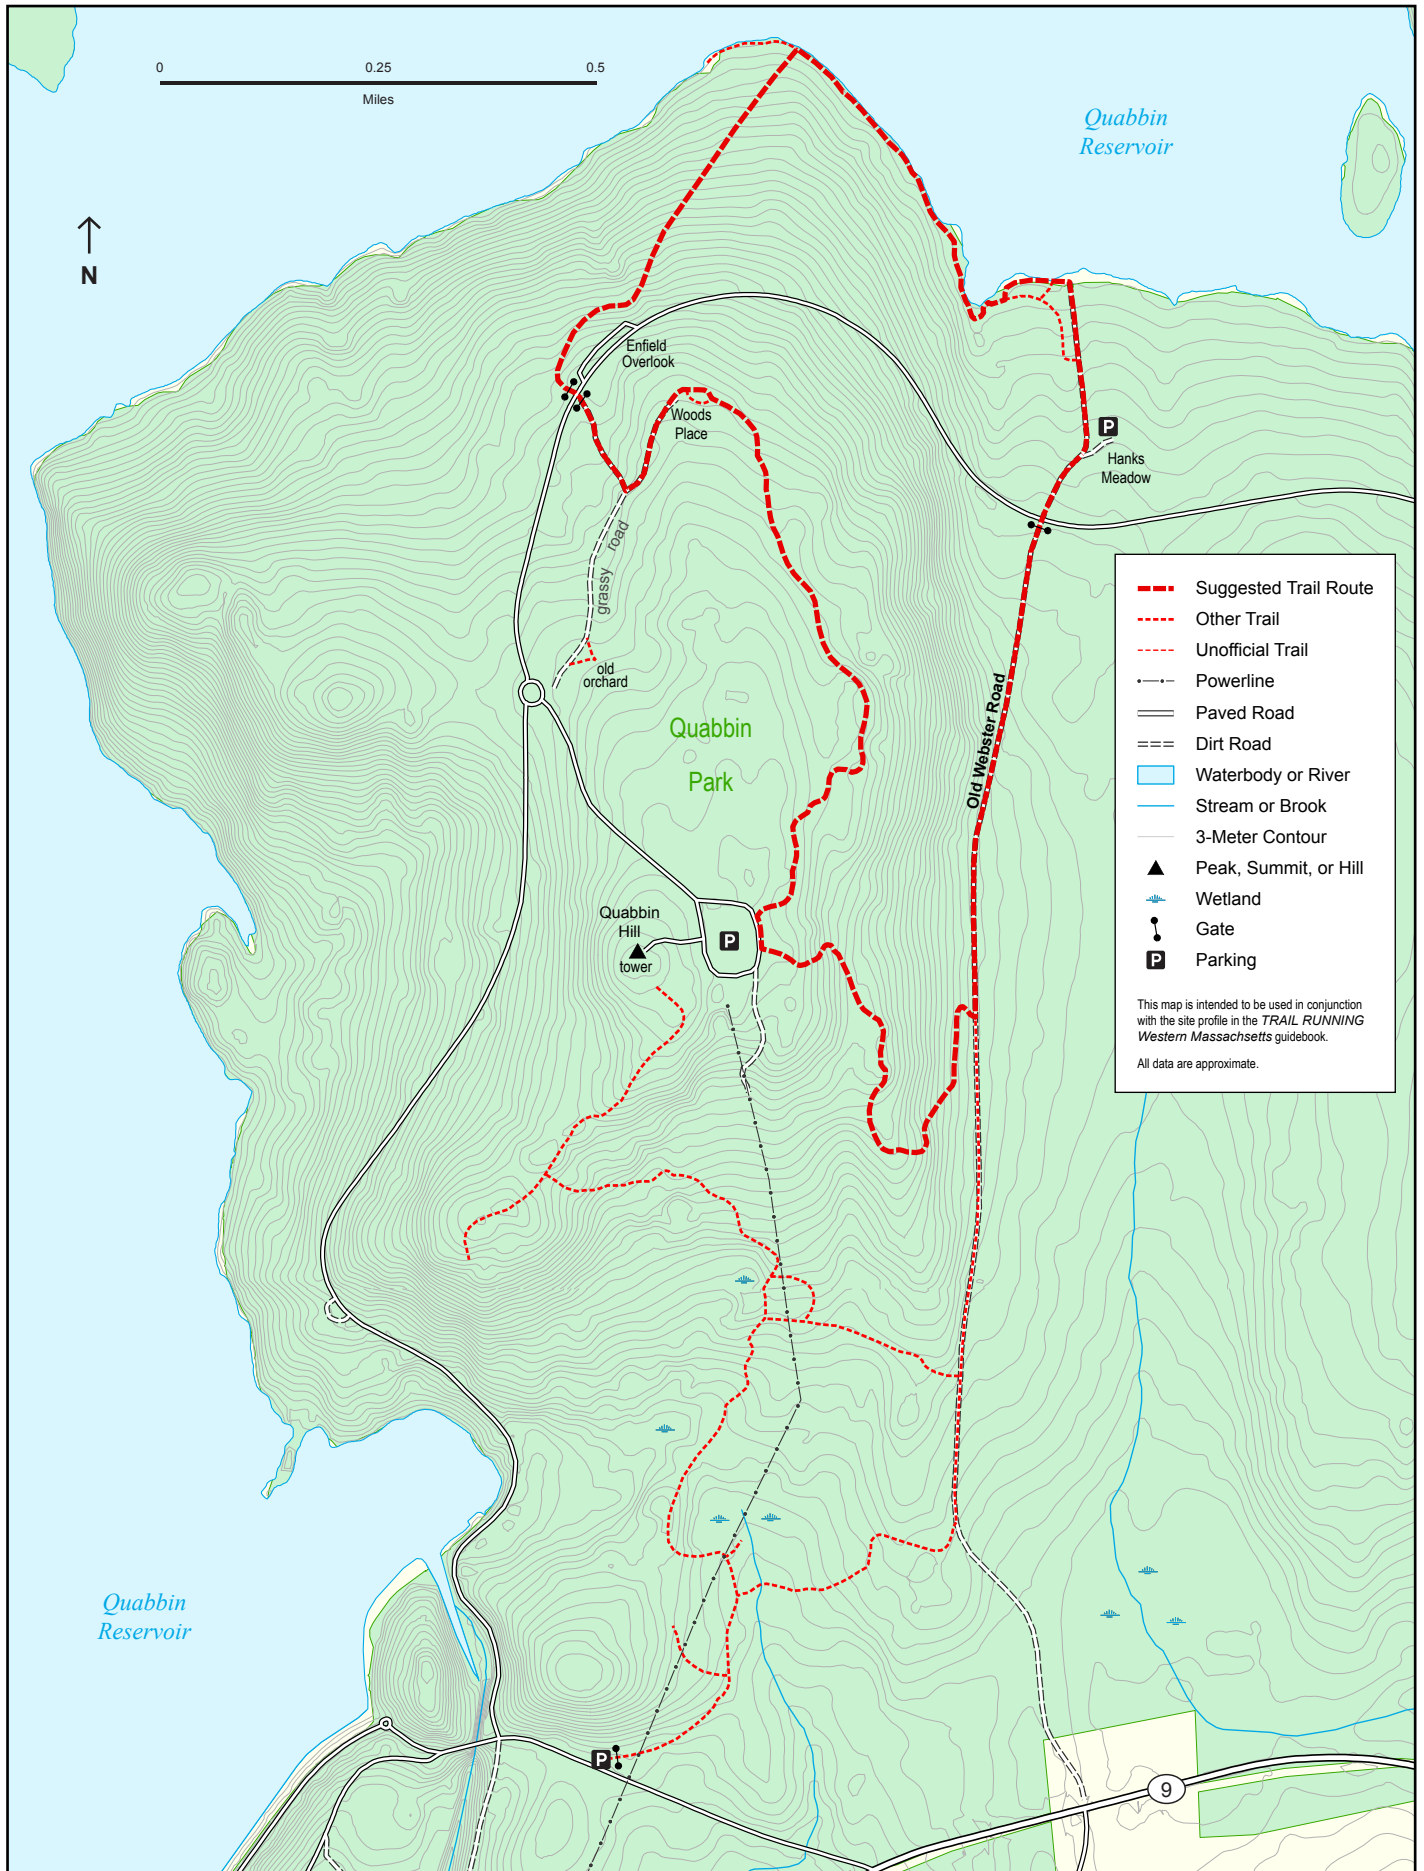 0 0.25 0.5
Miles
Quabbin
Reservoir
N
Enfield
Overlook
Woods
Place
P
Hanks
Meadow
grassy road
old
orchard
Quabbin
Park
Old Webster Road
Suggested Trail Route
Other Trail
Unofficial Trail
Powerline
Paved Road
Dirt Road
Waterbody or River
Stream or Brook
3-Meter Contour
Peak, Summit, or Hill
Wetland
Gate
P Parking
This map is intended to be used in conjunction
with the site profile in the TRAIL RUNNING
Western Massachsetts guidebook.
All data are approximate.
Quabbin
Hill
tower
P
Quabbin
Reservoir
P
9